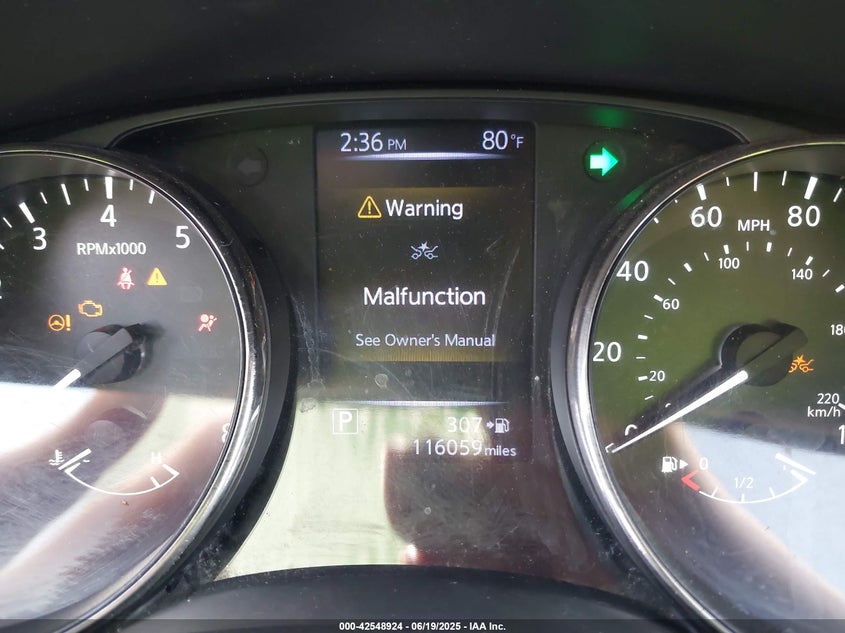 2:36 PM 80°F
Warning
Malfunction
See Owner's Manual
P
307
116059 miles
3 4 5
RPMx1000
8
H
20 40 60 80
MPH
20 60 100 140
220
km/h
0 1/2
000-42548924 - 06/19/2025 - IAA Inc.